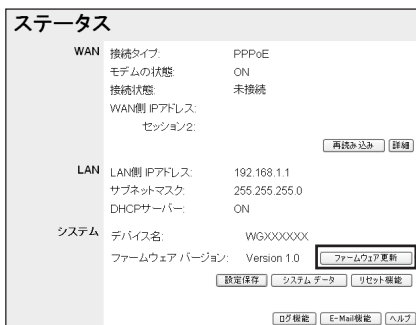 ステータス
WAN 接続タイプ: PPPoE
モデムの状態: ON
接続状態: 未接続
WAN側 IPアドレス:
セッション2:
再読み込み 詳細
LAN LAN側 IPアドレス: 192.168.1.1
サブネットマスク: 255.255.255.0
DHCPサーバー: ON
システム デバイス名: WGXXXXXX
ファームウェア バージョン: Version 1.0 ファームウェア更新
設定保存 システム データ リセット機能
ログ機能 E-Mail機能 ヘルプ